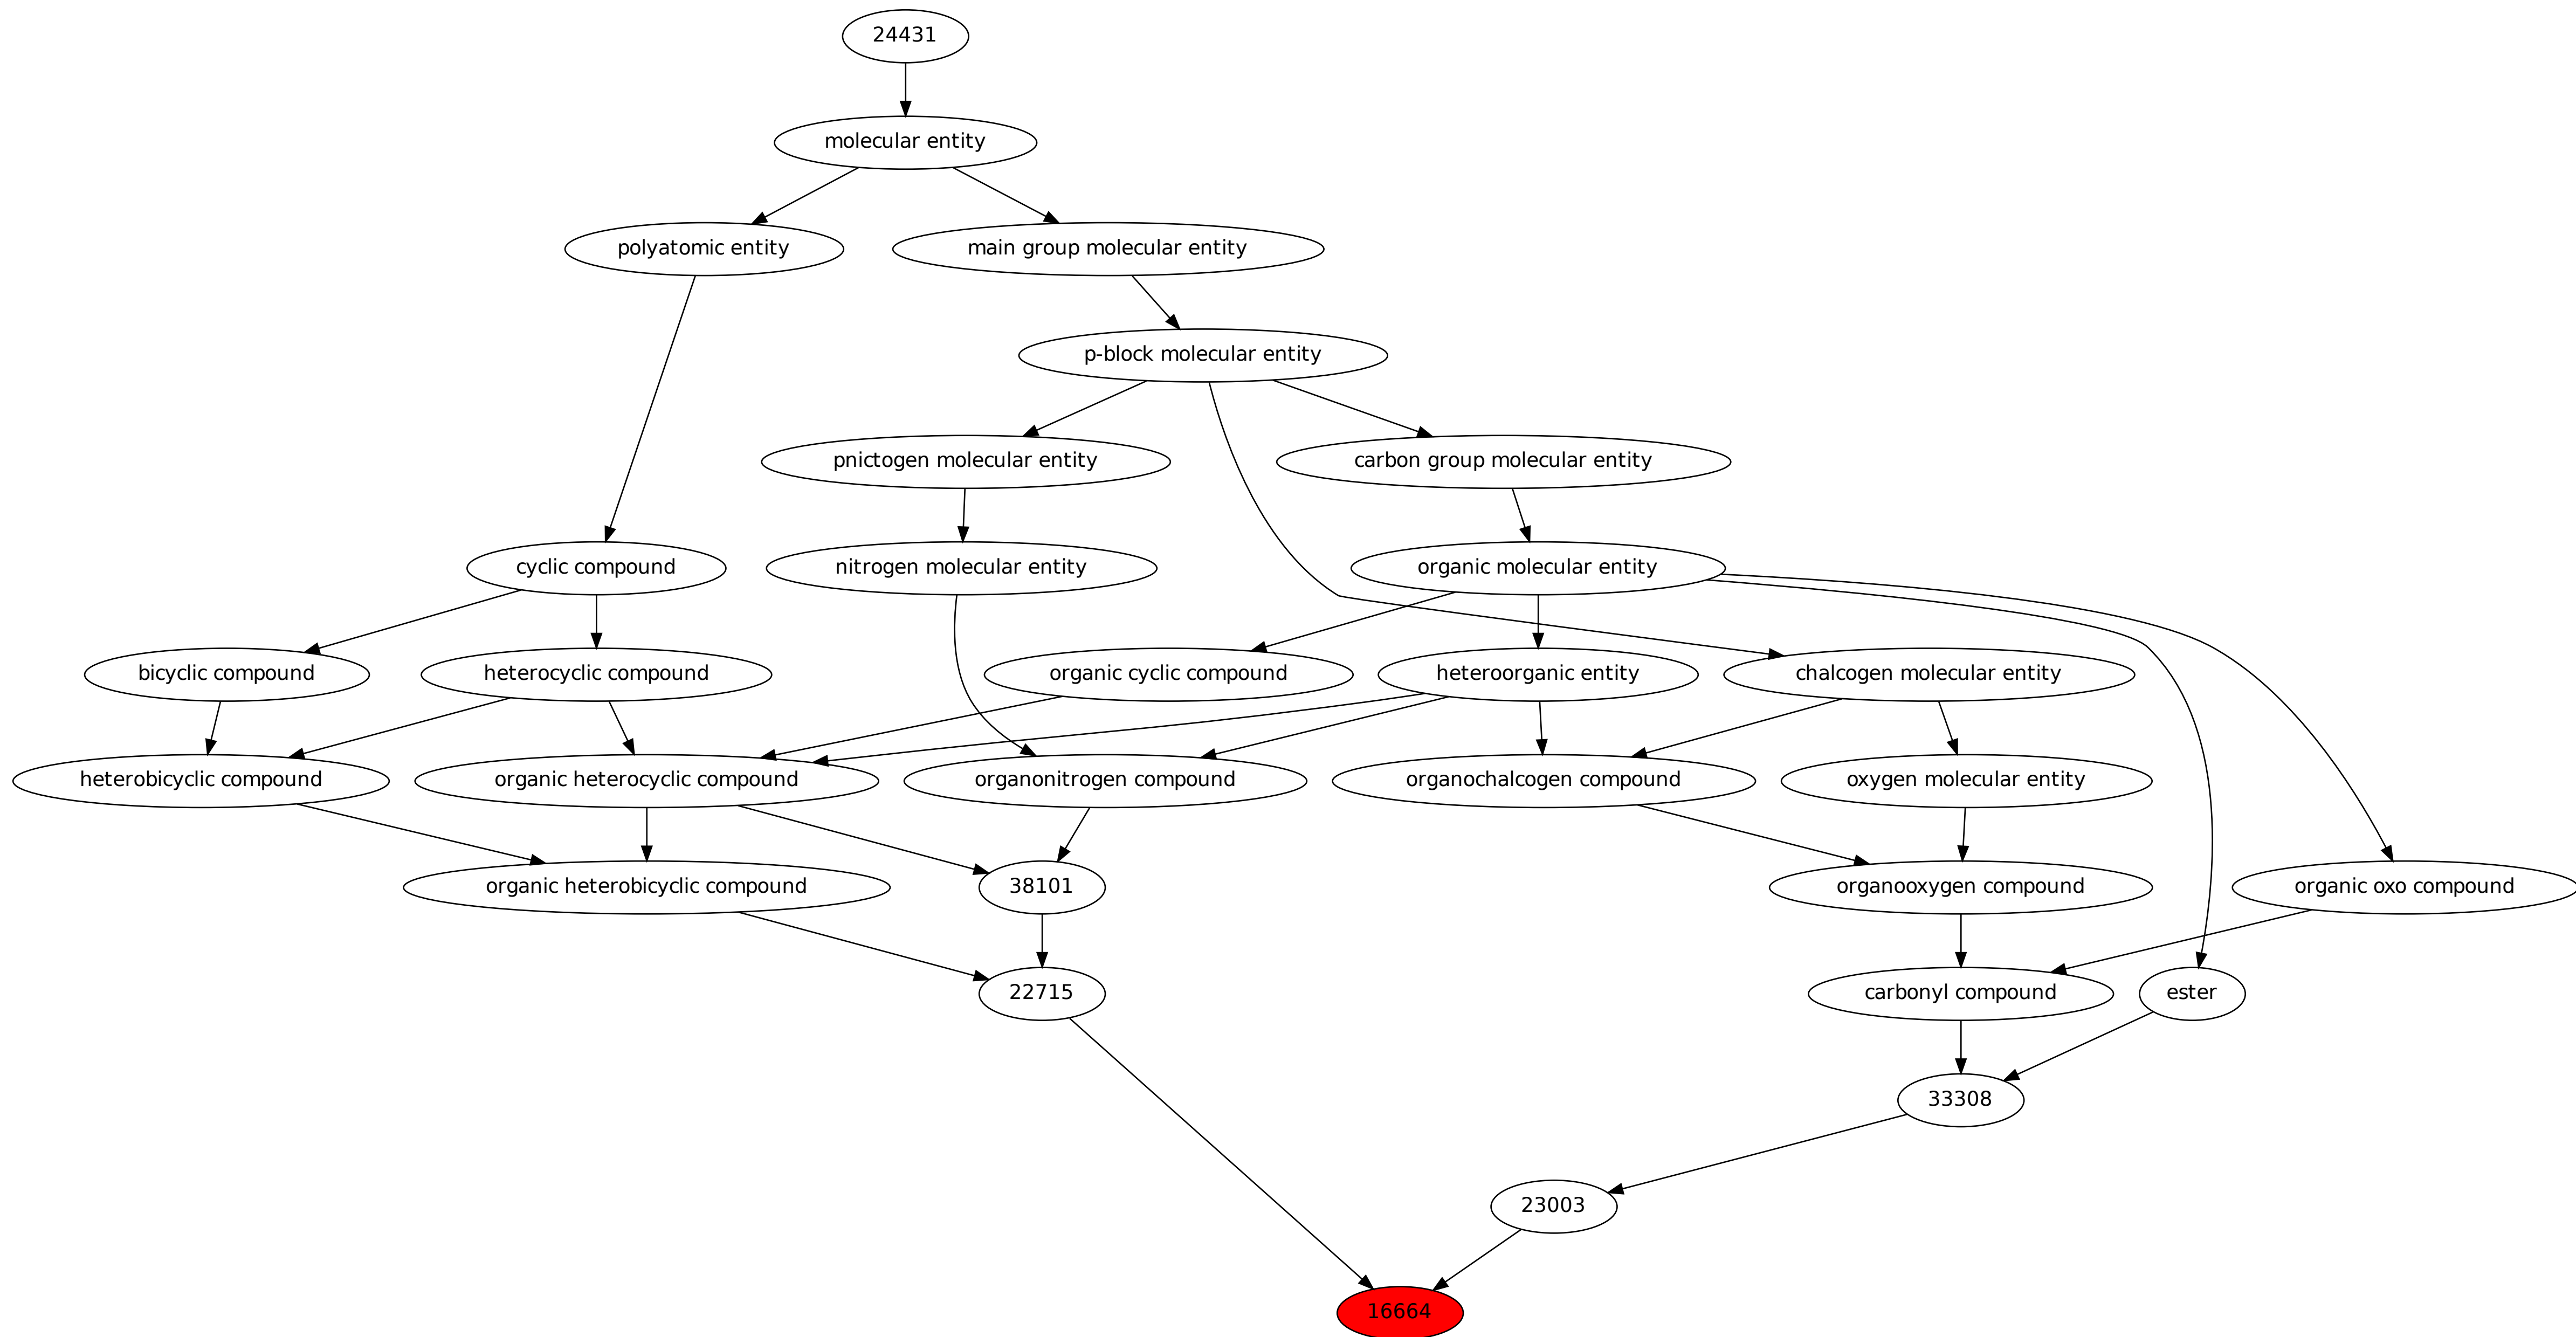 24431
molecular entity
polyatomic entity
main group molecular entity
p-block molecular entity
pnictogen molecular entity
carbon group molecular entity
cyclic compound
nitrogen molecular entity
organic molecular entity
bicyclic compound
heterocyclic compound
organic cyclic compound
heteroorganic entity
chalcogen molecular entity
heterobicyclic compound
organic heterocyclic compound
organonitrogen compound
organochalcogen compound
oxygen molecular entity
organic heterobicyclic compound
38101
organooxygen compound
organic oxo compound
22715
carbonyl compound
ester
33308
23003
16664